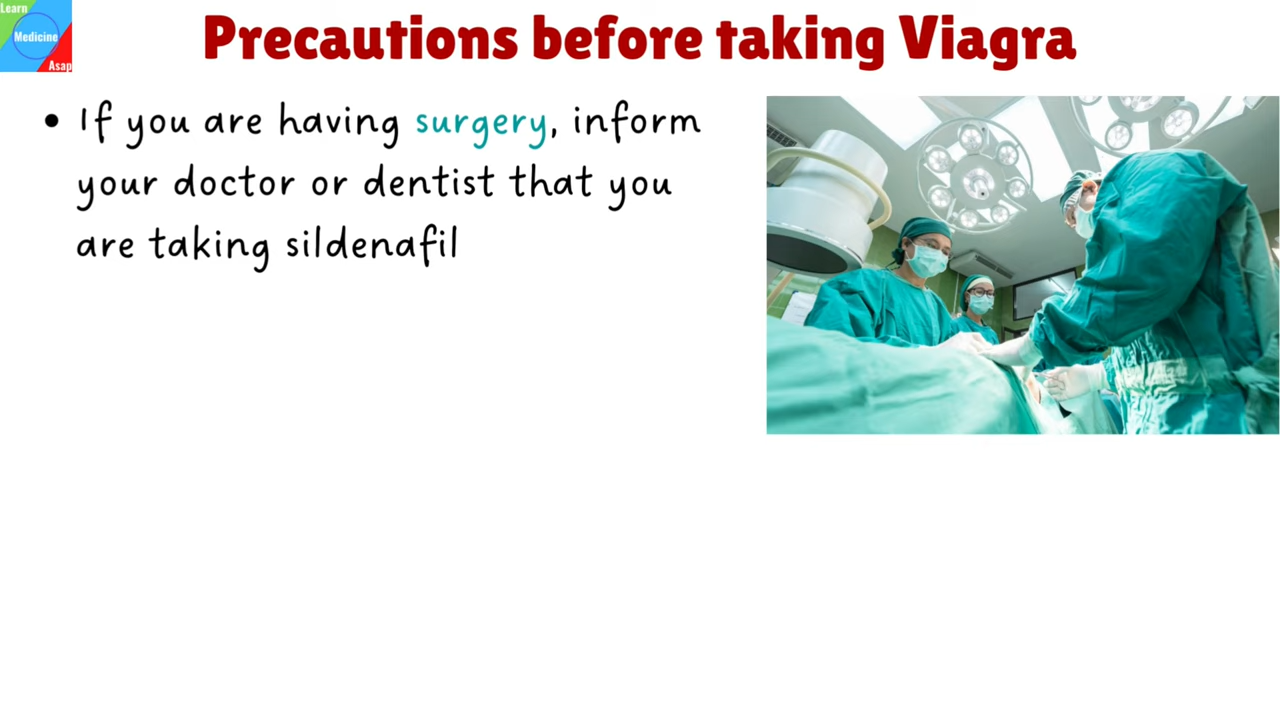 Learn
Medicine
Asap
Precautions before taking Viagra
• If you are having surgery, inform
your doctor or dentist that you
are taking sildenafil